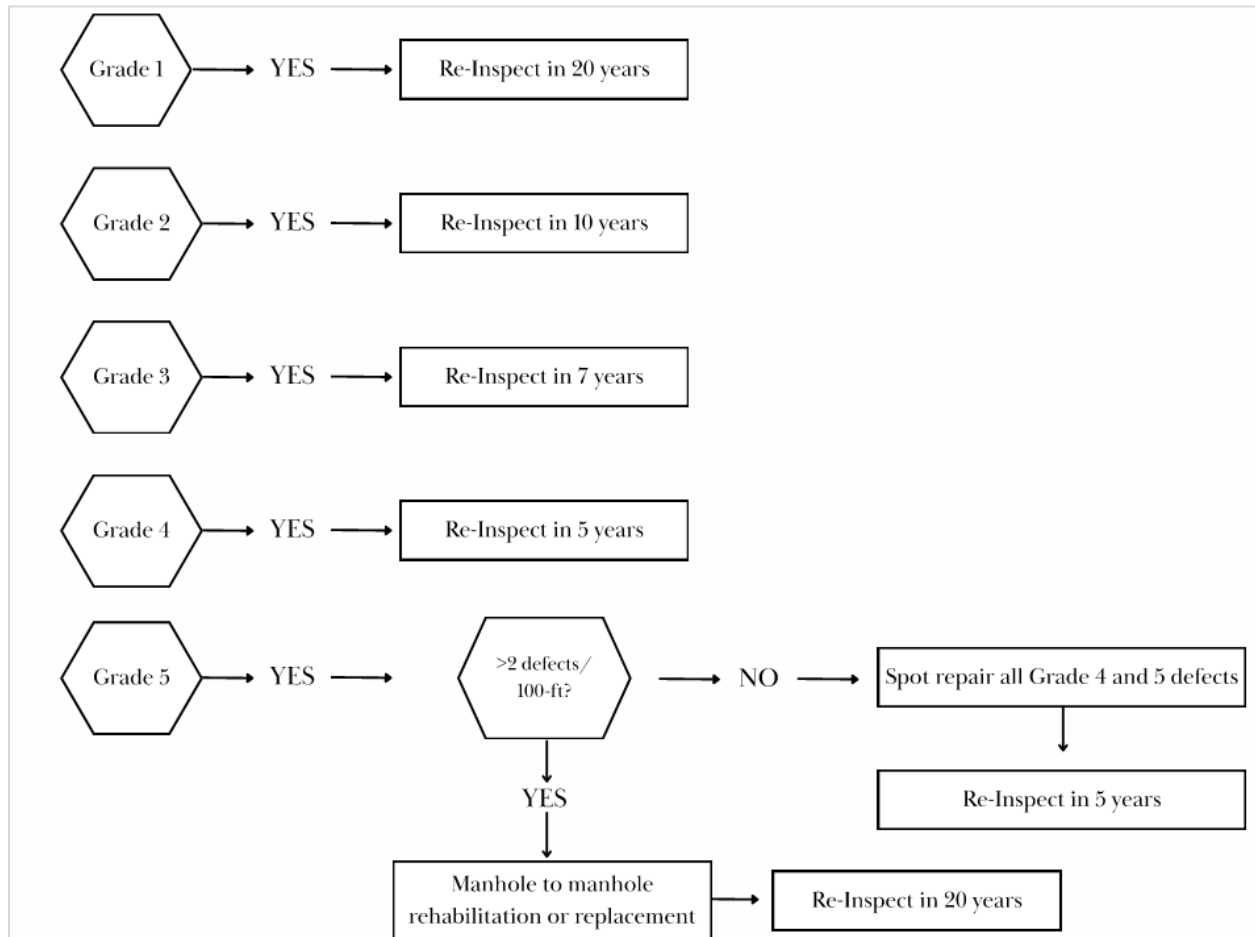 Grade 1
YES
Re-Inspect in 20 years
Grade 2
YES
Re-Inspect in 10 years
Grade 3
YES
Re-Inspect in 7 years
Grade 4
YES
Re-Inspect in 5 years
Grade 5
YES
>2 defects/
100-ft?
NO
Spot repair all Grade 4 and 5 defects
Re-Inspect in 5 years
YES
Manhole to manhole
rehabilitation or replacement
Re-Inspect in 20 years